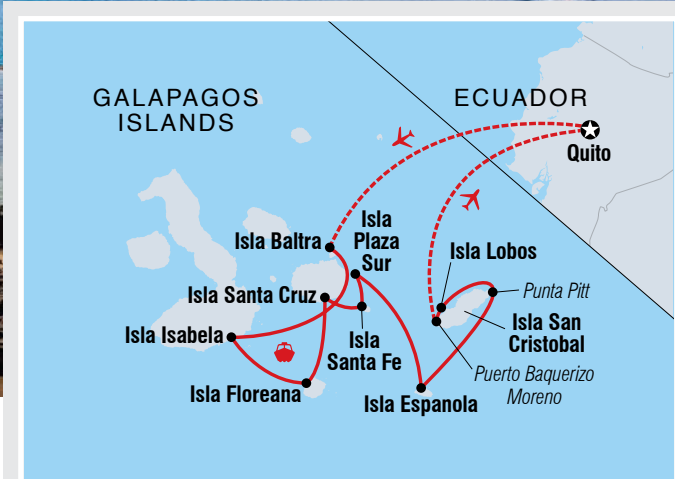 GALAPAGOS
ISLANDS
ECUADOR
Quito
Isla Baltra
Isla
Plaza
Sur
Isla Lobos
Isla Santa Cruz
Punta Pitt
Isla Isabela
Isla
Santa Fe
Isla San
Cristobal
Isla Floreana
Isla Espanola
Puerto Baquerizo
Moreno